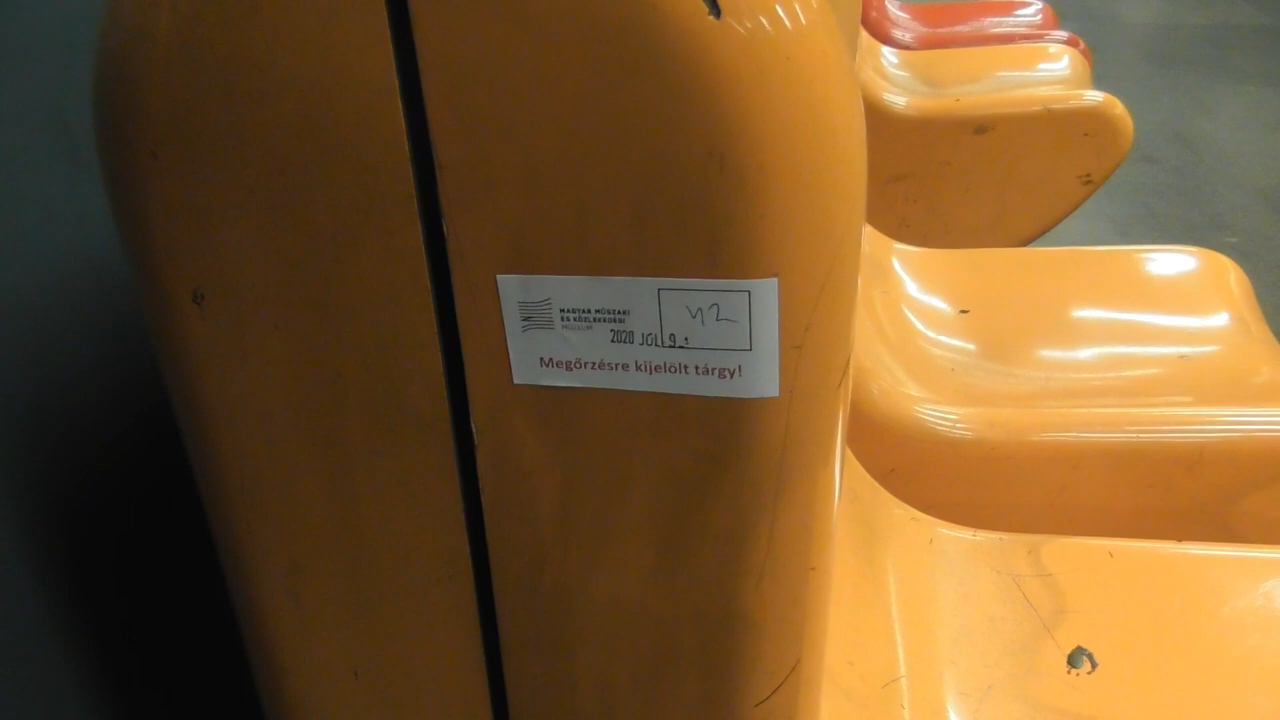 MAGYAR MŰSZAKI
ÉS KÖZLEKEDÉSI
MÚZEUM
42
2020 JÚL 9.
Megőrzésre kijelölt tárgy!